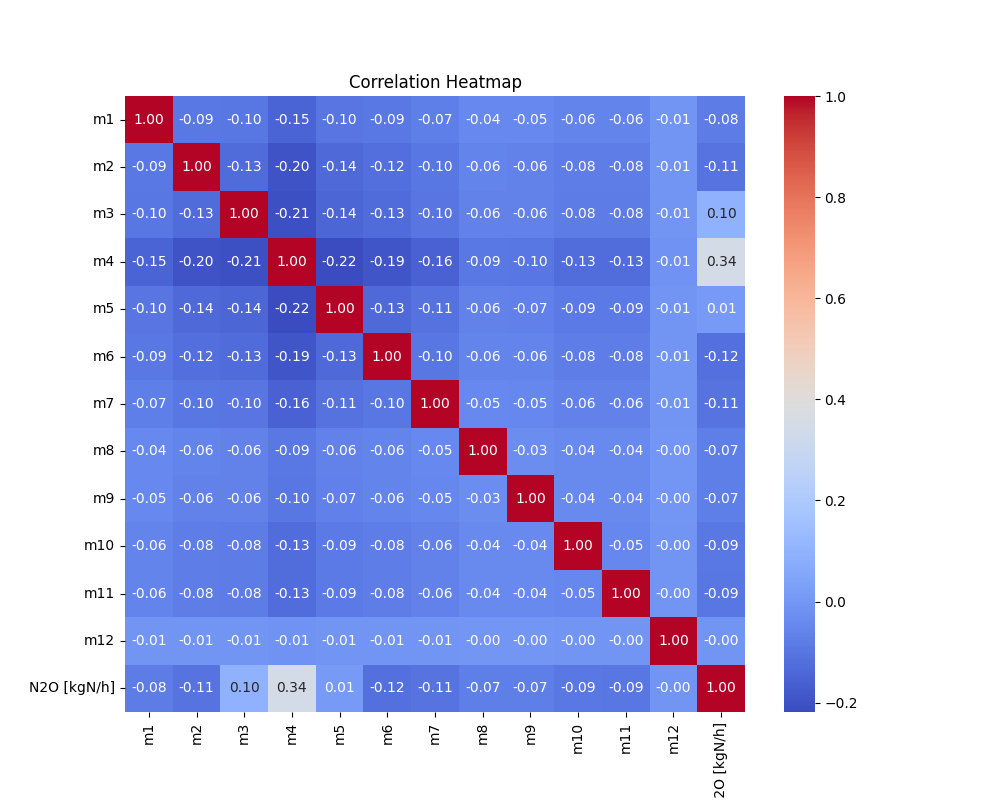 Correlation Heatmap
m1 1.00 -0.09 -0.10 -0.15 -0.10 -0.09 -0.07 -0.04 -0.05 -0.06 -0.06 -0.01 -0.08
m2 -0.09 1.00 -0.13 -0.20 -0.14 -0.12 -0.10 -0.06 -0.06 -0.08 -0.08 -0.01 -0.11
m3 -0.10 -0.13 1.00 -0.21 -0.14 -0.13 -0.10 -0.06 -0.06 -0.08 -0.08 -0.01 0.10
m4 -0.15 -0.20 -0.21 1.00 -0.22 -0.19 -0.16 -0.09 -0.10 -0.13 -0.13 -0.01 0.34
m5 -0.10 -0.14 -0.14 -0.22 1.00 -0.13 -0.11 -0.06 -0.07 -0.09 -0.09 -0.01 0.01
m6 -0.09 -0.12 -0.13 -0.19 -0.13 1.00 -0.10 -0.06 -0.06 -0.08 -0.08 -0.01 -0.12
m7 -0.07 -0.10 -0.10 -0.16 -0.11 -0.10 1.00 -0.05 -0.05 -0.06 -0.06 -0.01 -0.11
m8 -0.04 -0.06 -0.06 -0.09 -0.06 -0.06 -0.05 1.00 -0.03 -0.04 -0.04 -0.00 -0.07
m9 -0.05 -0.06 -0.06 -0.10 -0.07 -0.06 -0.05 -0.03 1.00 -0.04 -0.04 -0.00 -0.07
m10 -0.06 -0.08 -0.08 -0.13 -0.09 -0.08 -0.06 -0.04 -0.04 1.00 -0.05 -0.00 -0.09
m11 -0.06 -0.08 -0.08 -0.13 -0.09 -0.08 -0.06 -0.04 -0.04 -0.05 1.00 -0.00 -0.09
m12 -0.01 -0.01 -0.01 -0.01 -0.01 -0.01 -0.01 -0.00 -0.00 -0.00 -0.00 1.00 -0.00
N2O [kgN/h] -0.08 -0.11 0.10 0.34 0.01 -0.12 -0.11 -0.07 -0.07 -0.09 -0.09 -0.00 1.00
m1 m2 m3 m4 m5 m6 m7 m8 m9 m10 m11 m12 2O [kgN/h]
1.0
0.8
0.6
0.4
0.2
0.0
−0.2